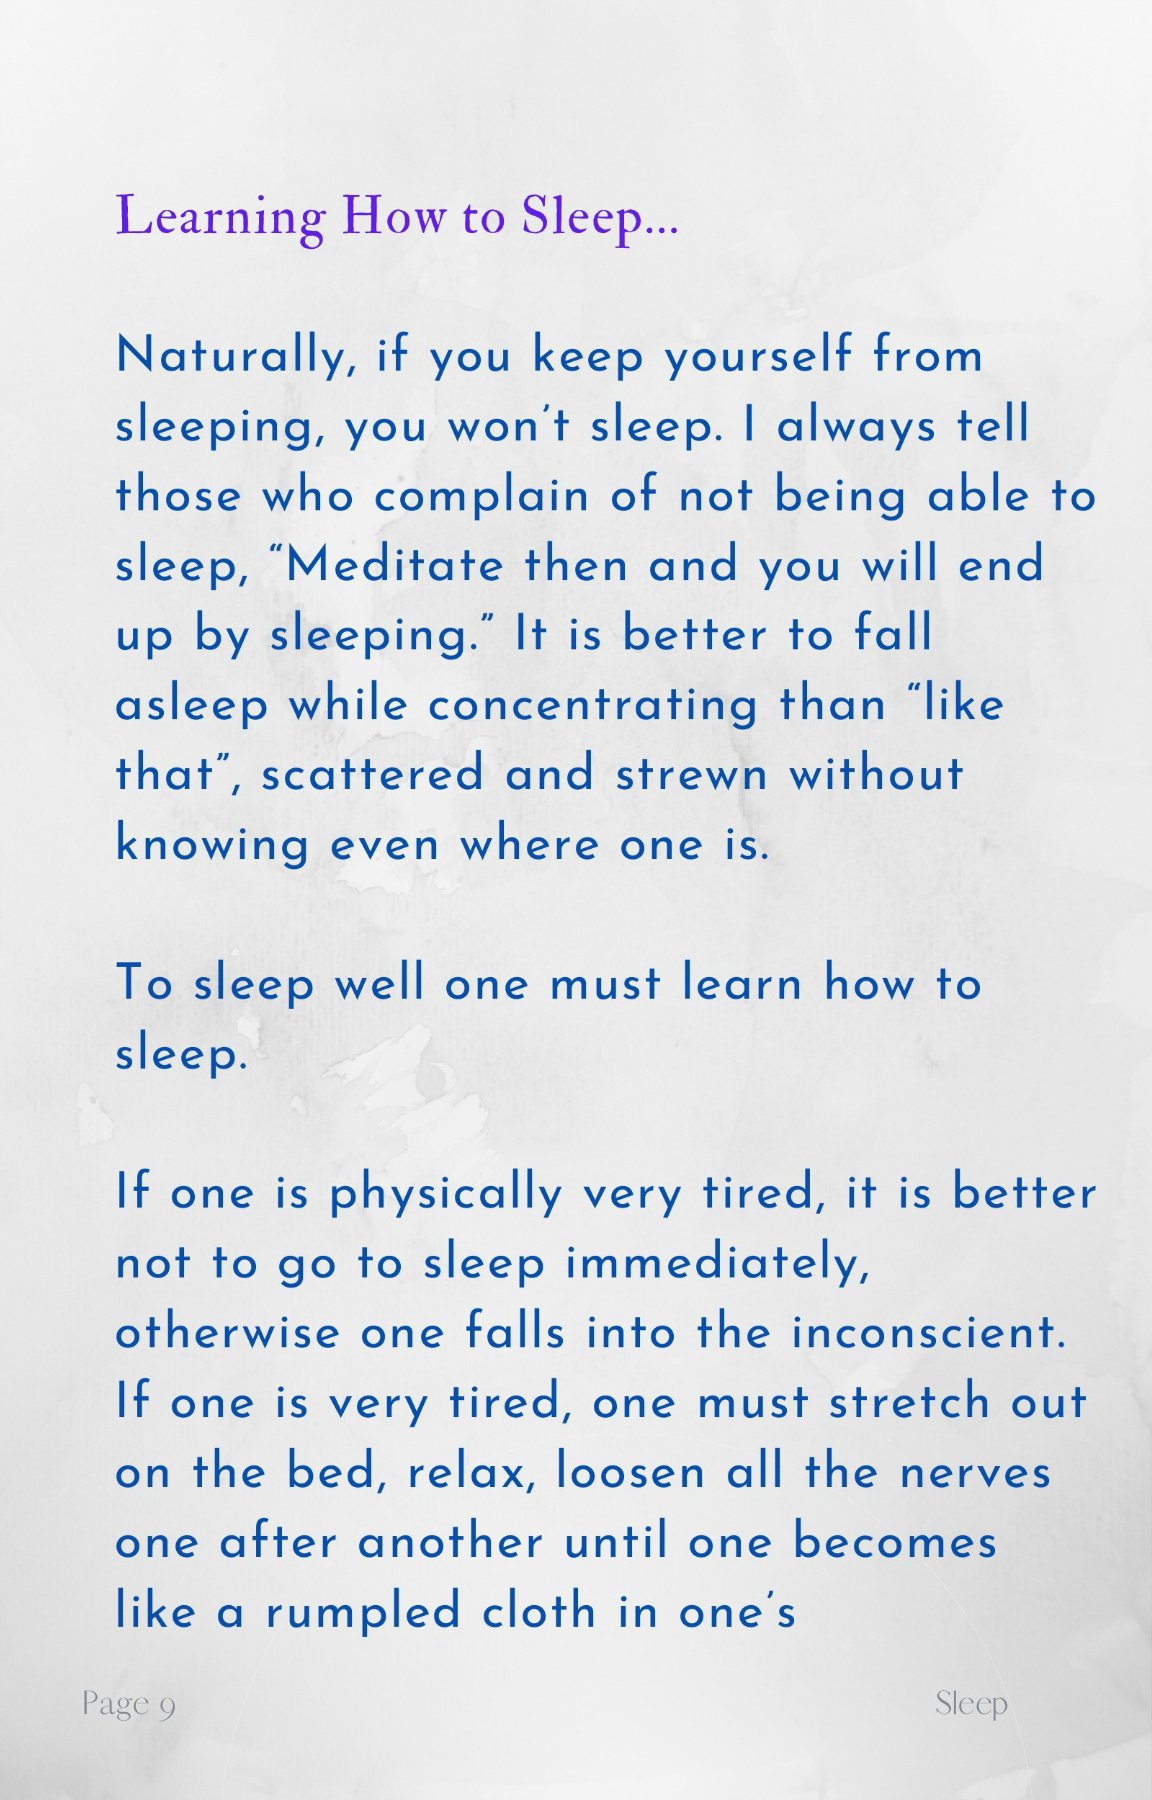 Learning How to Sleep...
Naturally, if you keep yourself from
sleeping, you won’t sleep. I always tell
those who complain of not being able to
sleep, “Meditate then and you will end
up by sleeping.” It is better to fall
asleep while concentrating than “like
that”, scattered and strewn without
knowing even where one is.
To sleep well one must learn how to
sleep.
If one is physically very tired, it is better
not to go to sleep immediately,
otherwise one falls into the inconscient.
If one is very tired, one must stretch out
on the bed, relax, loosen all the nerves
one after another until one becomes
like a rumpled cloth in one’s
Page 9
Sleep